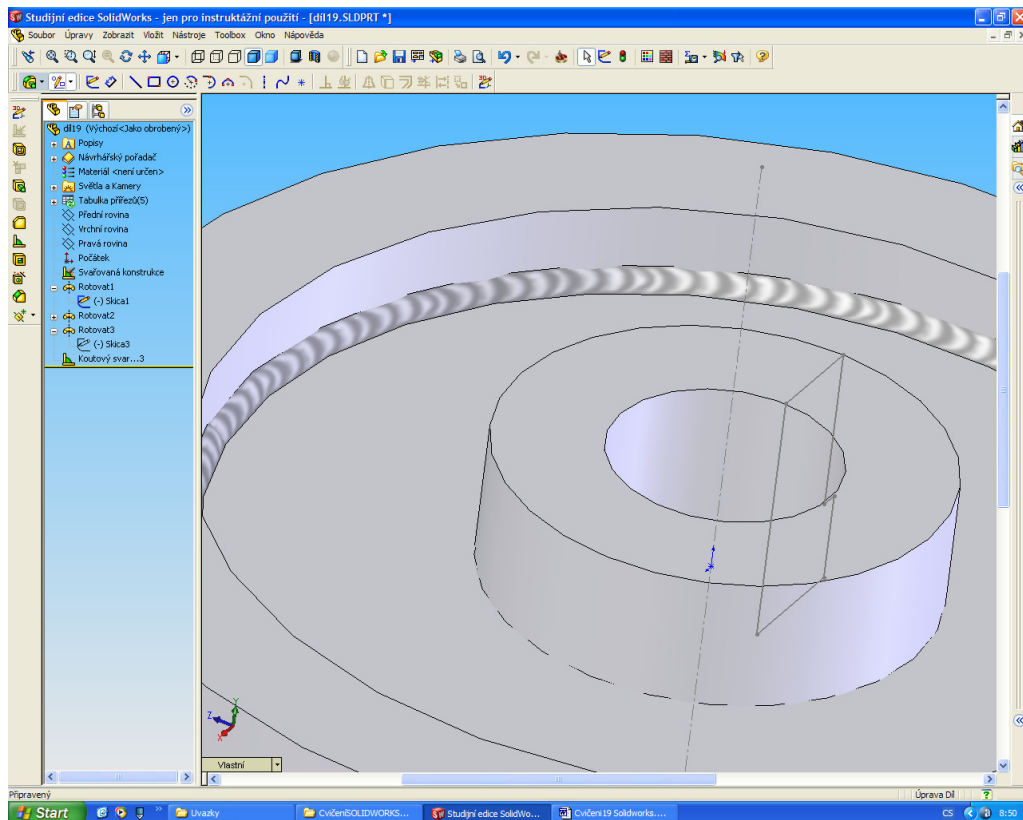 Studijní edice SolidWorks - jen pro instruktážní použití - [díl19.SLDPRT *]
Soubor Úpravy Zobrazit Vložit Nástroje Toolbox Okno Nápověda
díl19 (Výchozí<Jako obrobený>)
Popisy
Návrhářský pořadač
Materiál <není určen>
Světla a Kamery
Tabulka přířezů(5)
Přední rovina
Vrchní rovina
Pravá rovina
Počátek
Svařovaná konstrukce
Rotovat1
(-) Skica1
Rotovat2
Rotovat3
(-) Skica3
Koutový svar...3
Y
Z
X
Vlastní
Připravený
Úprava Díl
Start
Uvazky
CvičeníSOLIDWORKS...
Studijní edice SolidWo...
Cvičeni19 Solidworks....
CS
8:50